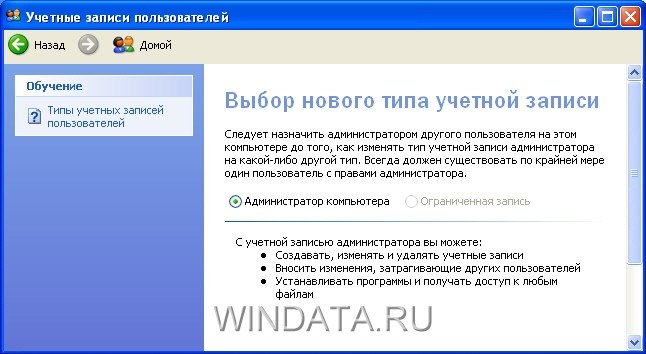 Учетные записи пользователей
Назад
Домой
Обучение
Типы учетных записей
пользователей
Выбор нового типа учетной записи
Следует назначить администратором другого пользователя на этом
компьютере до того, как изменять тип учетной записи администратора
на какой-либо другой тип. Всегда должен существовать по крайней мере
один пользователь с правами администратора.
Администратор компьютера
Ограниченная запись
С учетной записью администратора вы можете:
• Создавать, изменять и удалять учетные записи
• Вносить изменения, затрагивающие других пользователей
• Устанавливать программы и получать доступ к любым
файлам
WINDATA.RU